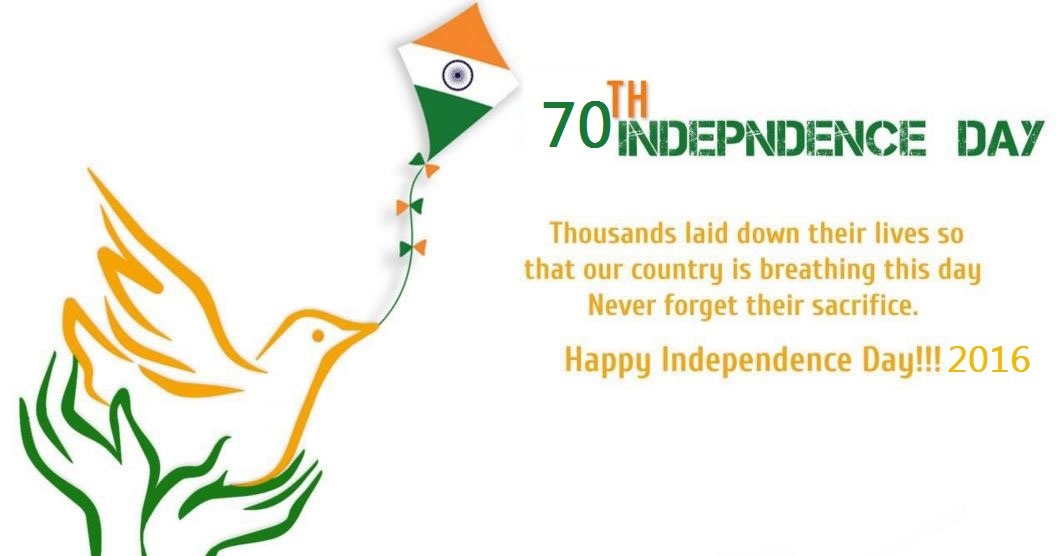 70TH
INDEPNDENCE DAY
Thousands laid down their lives so
that our country is breathing this day
Never forget their sacrifice.
Happy Independence Day!!! 2016